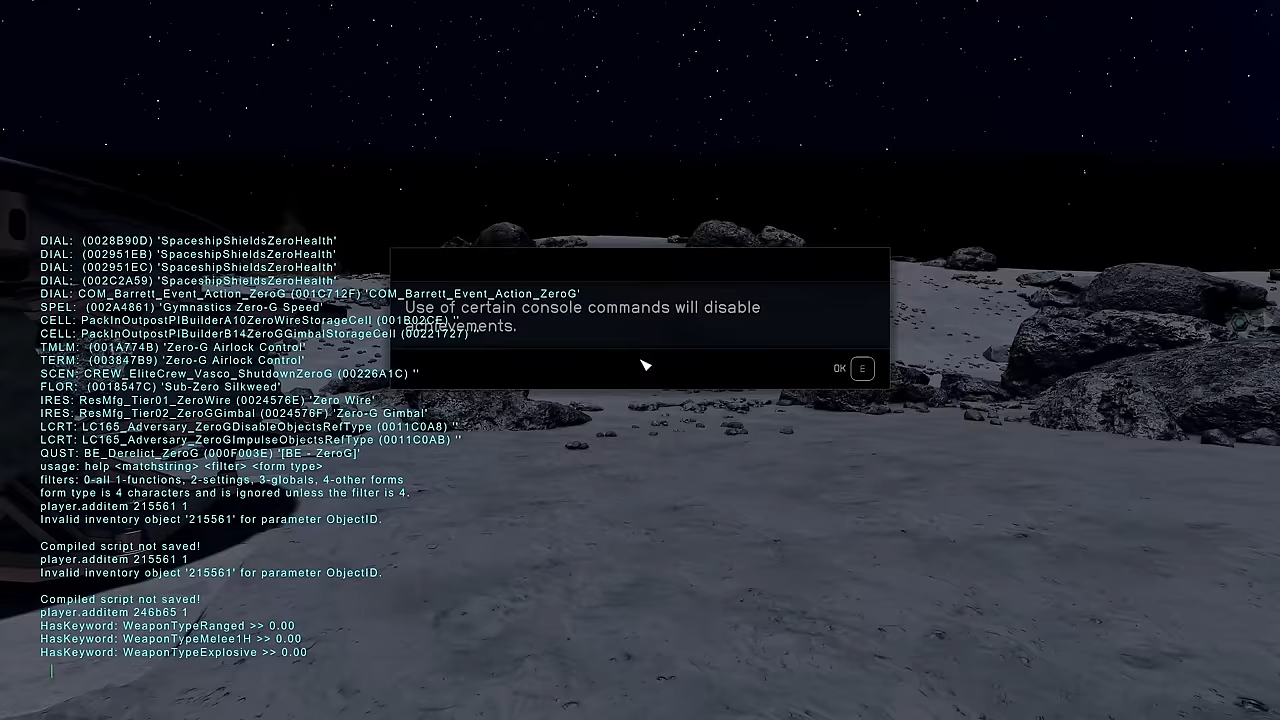 DIAL: (0028B90D) 'SpaceshipShieldsZeroHealth'
DIAL: (002951EB) 'SpaceshipShieldsZeroHealth'
DIAL: (002951EC) 'SpaceshipShieldsZeroHealth'
DIAL: (002C2A59) 'SpaceshipShieldsZeroHealth'
DIAL: COM_Barrett_Event_Action_ZeroG (001C712F) 'COM_Barrett_Event_Action_ZeroG'
SPEL: (002A4861) 'Gymnastics Zero-G Speed'
CELL: PackInOutpostPIBuilderA10ZeroWireStorageCell (001B02CE) ''
CELL: PackInOutpostPIBuilderB14ZeroGGimbalStorageCell (00221727) ''
TMLM: (001A774B) 'Zero-G Airlock Control'
TERM: (003847B9) 'Zero-G Airlock Control'
SCEN: CREW_EliteCrew_Vasco_ShutdownZeroG (00226A1C) ''
FLOR: (0018547C) 'Sub-Zero Silkweed'
IRES: ResMfg_Tier01_ZeroWire (0024576E) 'Zero Wire'
IRES: ResMfg_Tier02_ZeroGGimbal (0024576F) 'Zero-G Gimbal'
LCRT: LC165_Adversary_ZeroGDisableObjectsRefType (0011C0A8) ''
LCRT: LC165_Adversary_ZeroGImpulseObjectsRefType (0011C0AB) ''
QUST: BE_Derelict_ZeroG (000F003E) '[BE - ZeroG]'
usage: help <matchstring> <filter> <form type>
filters: 0-all 1-functions, 2-settings, 3-globals, 4-other forms
form type is 4 characters and is ignored unless the filter is 4.
player.additem 215561 1
Invalid inventory object '215561' for parameter ObjectID.
Compiled script not saved!
player.additem 215561 1
Invalid inventory object '215561' for parameter ObjectID.
Compiled script not saved!
player.additem 246b65 1
HasKeyword: WeaponTypeRanged >> 0.00
HasKeyword: WeaponTypeMelee1H >> 0.00
HasKeyword: WeaponTypeExplosive >> 0.00
Use of certain console commands will disable
achievements.
OK E